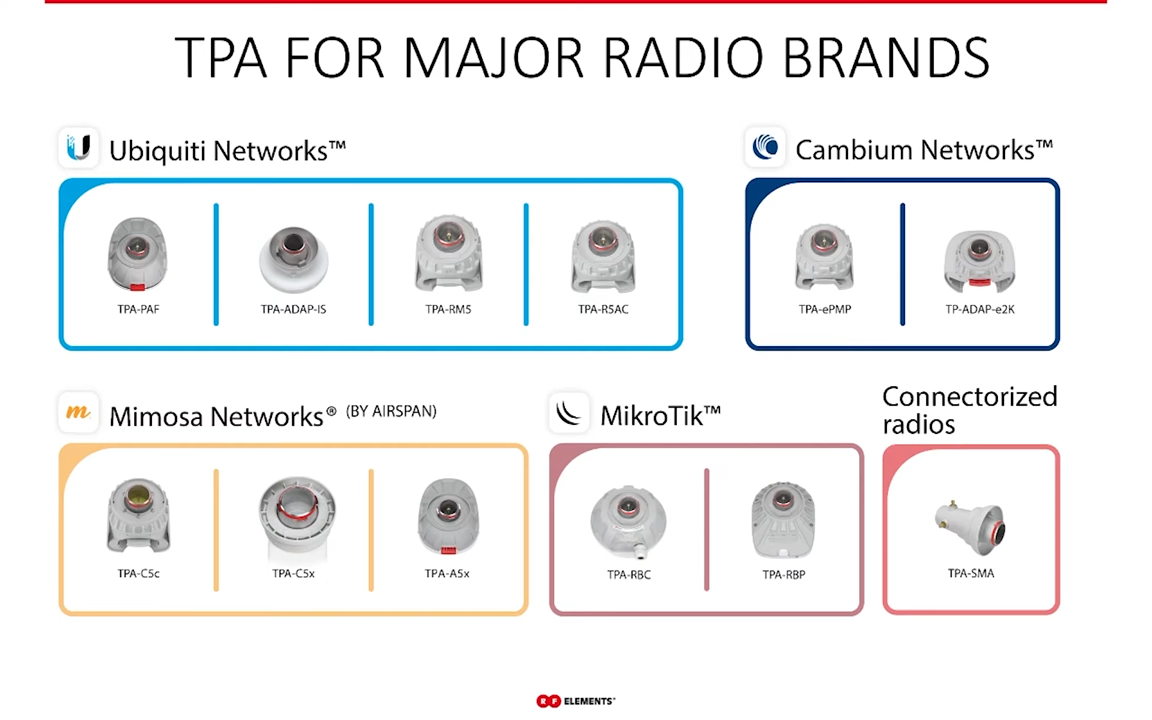 TPA FOR MAJOR RADIO BRANDS
Ubiquiti Networks™
TPA-PAF
TPA-ADAP-IS
TPA-RM5
TPA-R5AC
Cambium Networks™
TPA-ePMP
TP-ADAP-e2K
Mimosa Networks® (BY AIRSPAN)
TPA-C5c
TPA-C5x
TPA-A5x
MikroTik™
TPA-RBC
TPA-RBP
Connectorized
radios
TPA-SMA
RF ELEMENTS